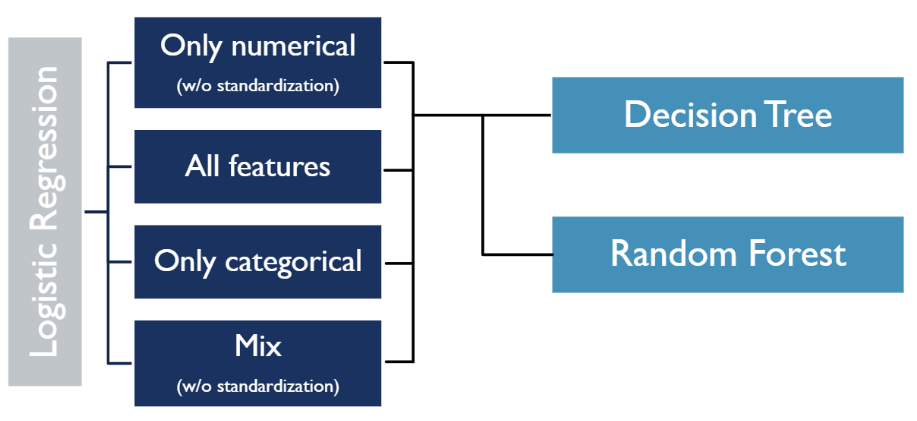 Logistic Regression
Only numerical
(w/o standardization)
All features
Only categorical
Mix
(w/o standardization)
Decision Tree
Random Forest